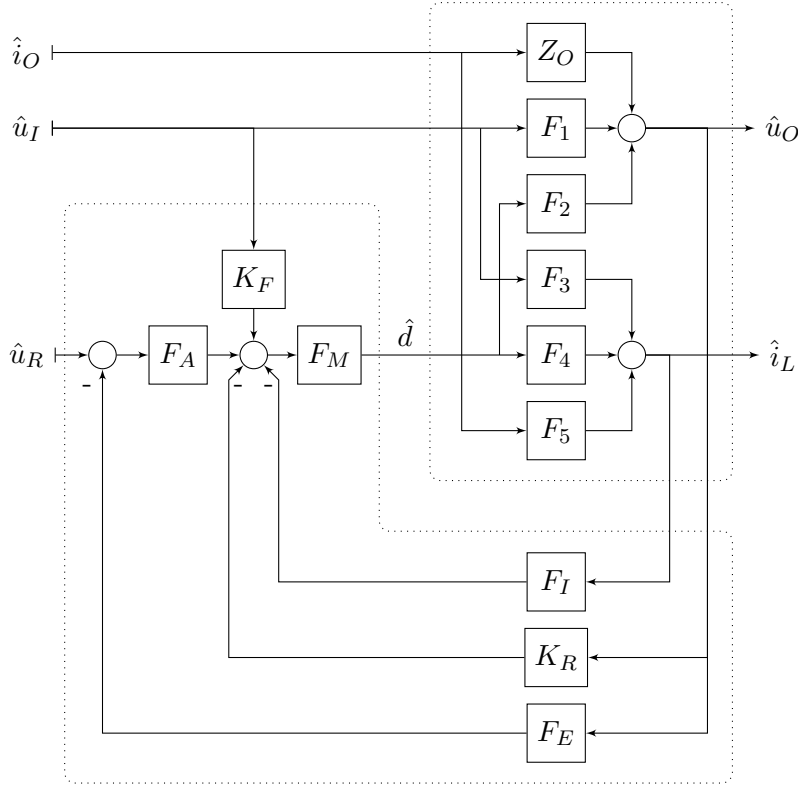 î_O
Z_O
û_I
F_1
û_O
F_2
K_F
F_3
û_R
F_A
F_M
d̂
F_4
î_L
-
-
-
F_5
F_I
K_R
F_E